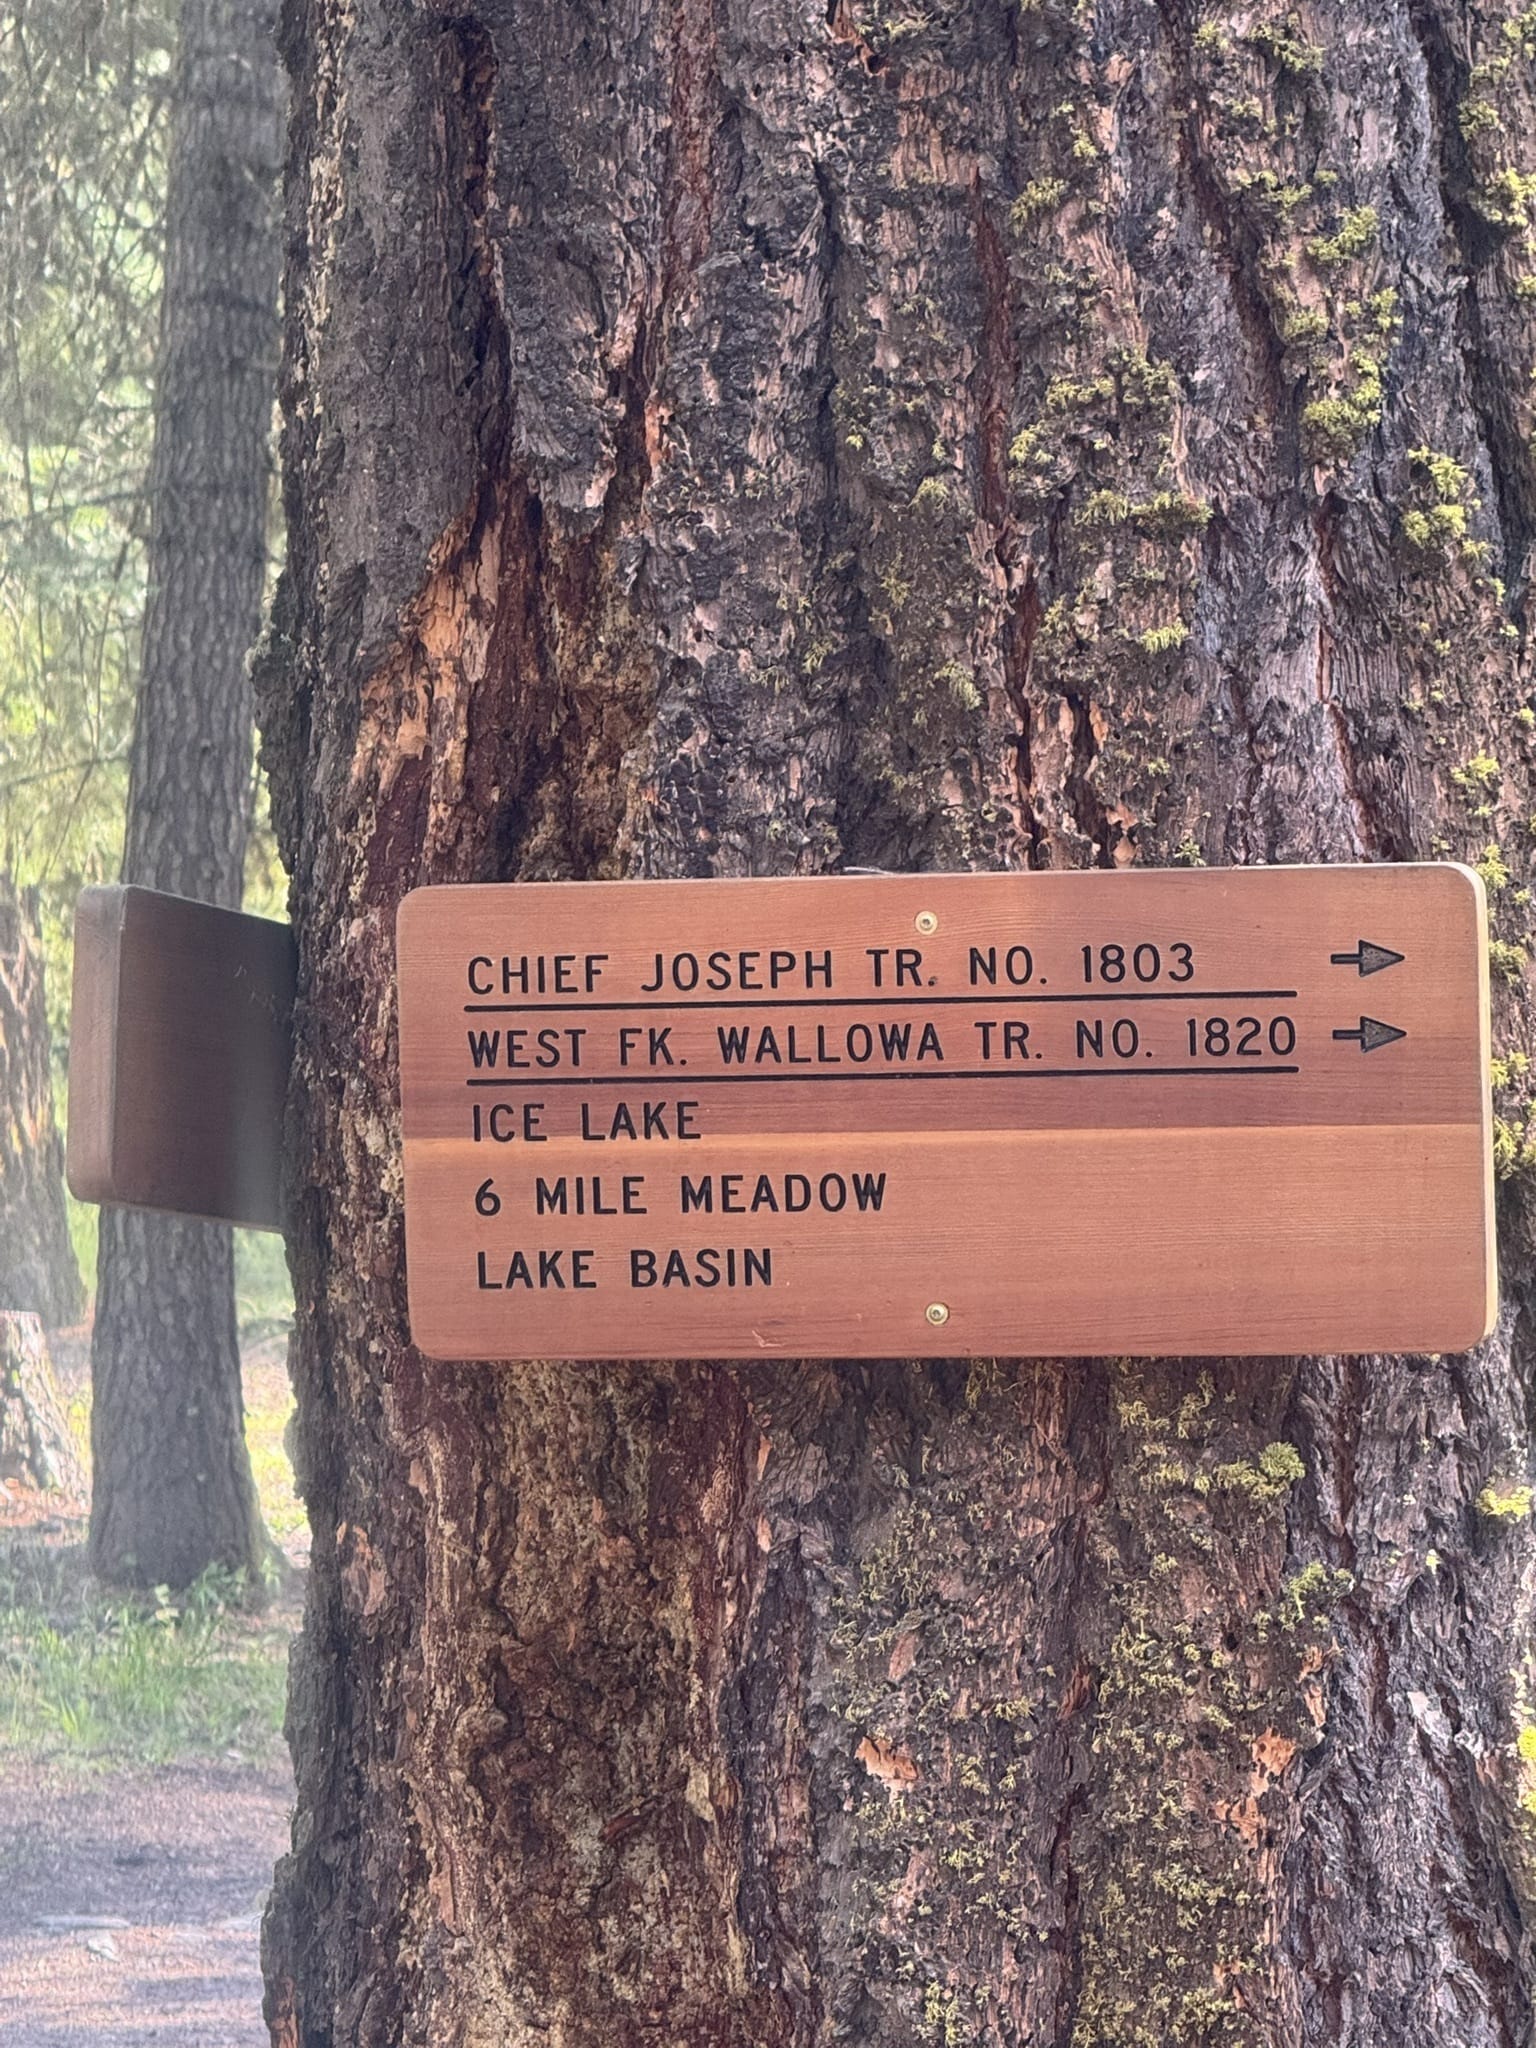 CHIEF JOSEPH TR. NO. 1803 →
WEST FK. WALLOWA TR. NO. 1820 →
ICE LAKE
6 MILE MEADOW
LAKE BASIN